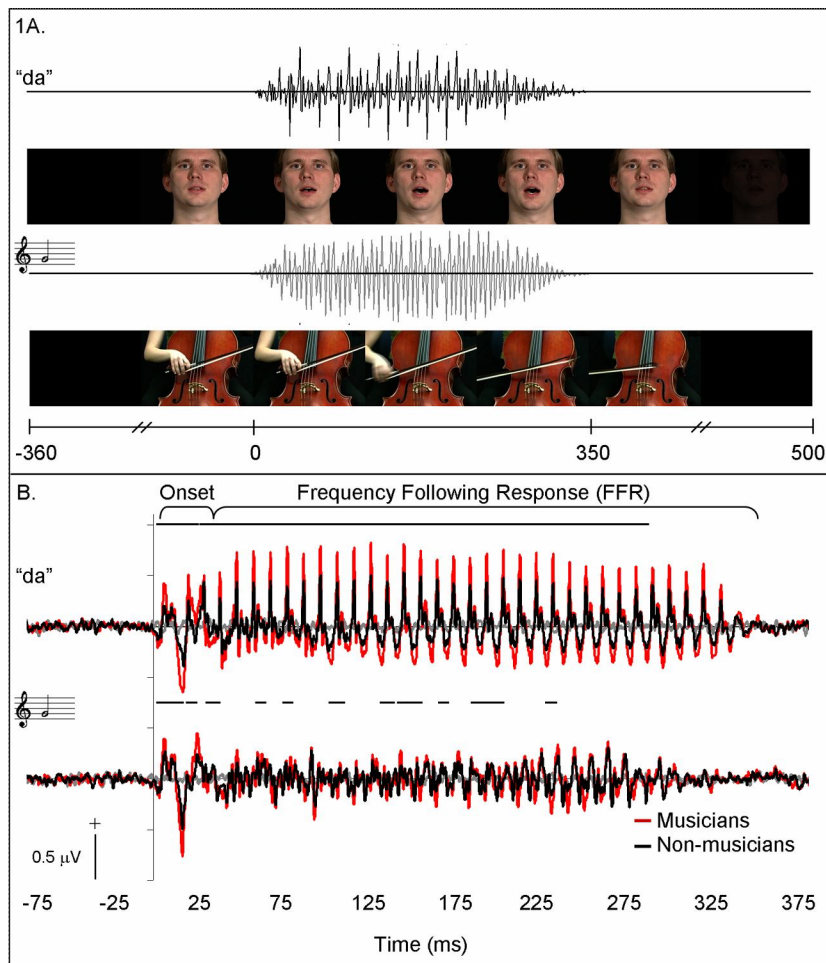 1A.
“da”
-360 0 350 500
B.
Onset Frequency Following Response (FFR)
“da”
+
0.5 µV
Musicians
Non-musicians
-75 -25 25 75 125 175 225 275 325 375
Time (ms)